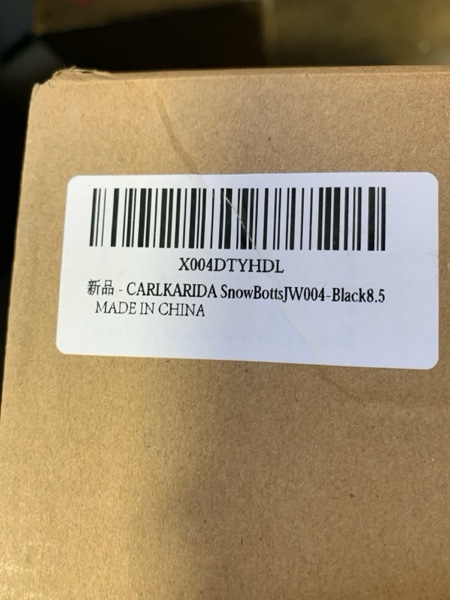 X004DTYHDL
新品 - CARLKARIDA SnowBottsJW004-Black8.5
MADE IN CHINA